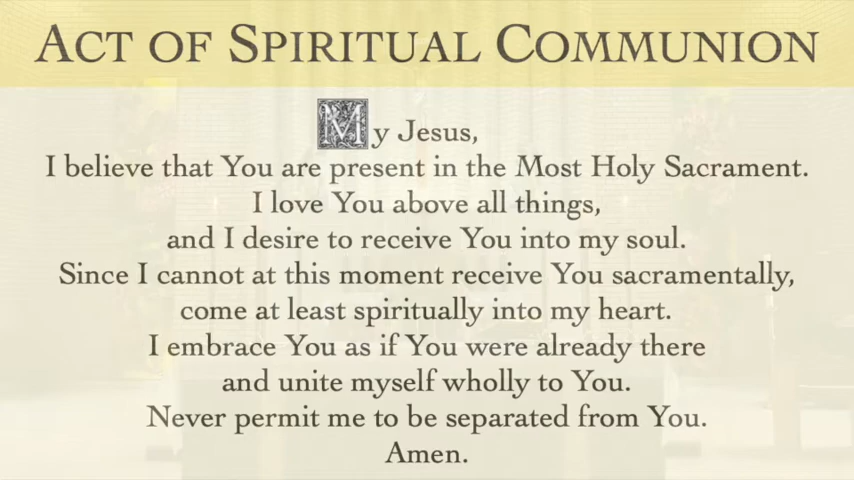 ACT OF SPIRITUAL COMMUNION
My Jesus,
I believe that You are present in the Most Holy Sacrament.
I love You above all things,
and I desire to receive You into my soul.
Since I cannot at this moment receive You sacramentally,
come at least spiritually into my heart.
I embrace You as if You were already there
and unite myself wholly to You.
Never permit me to be separated from You.
Amen.